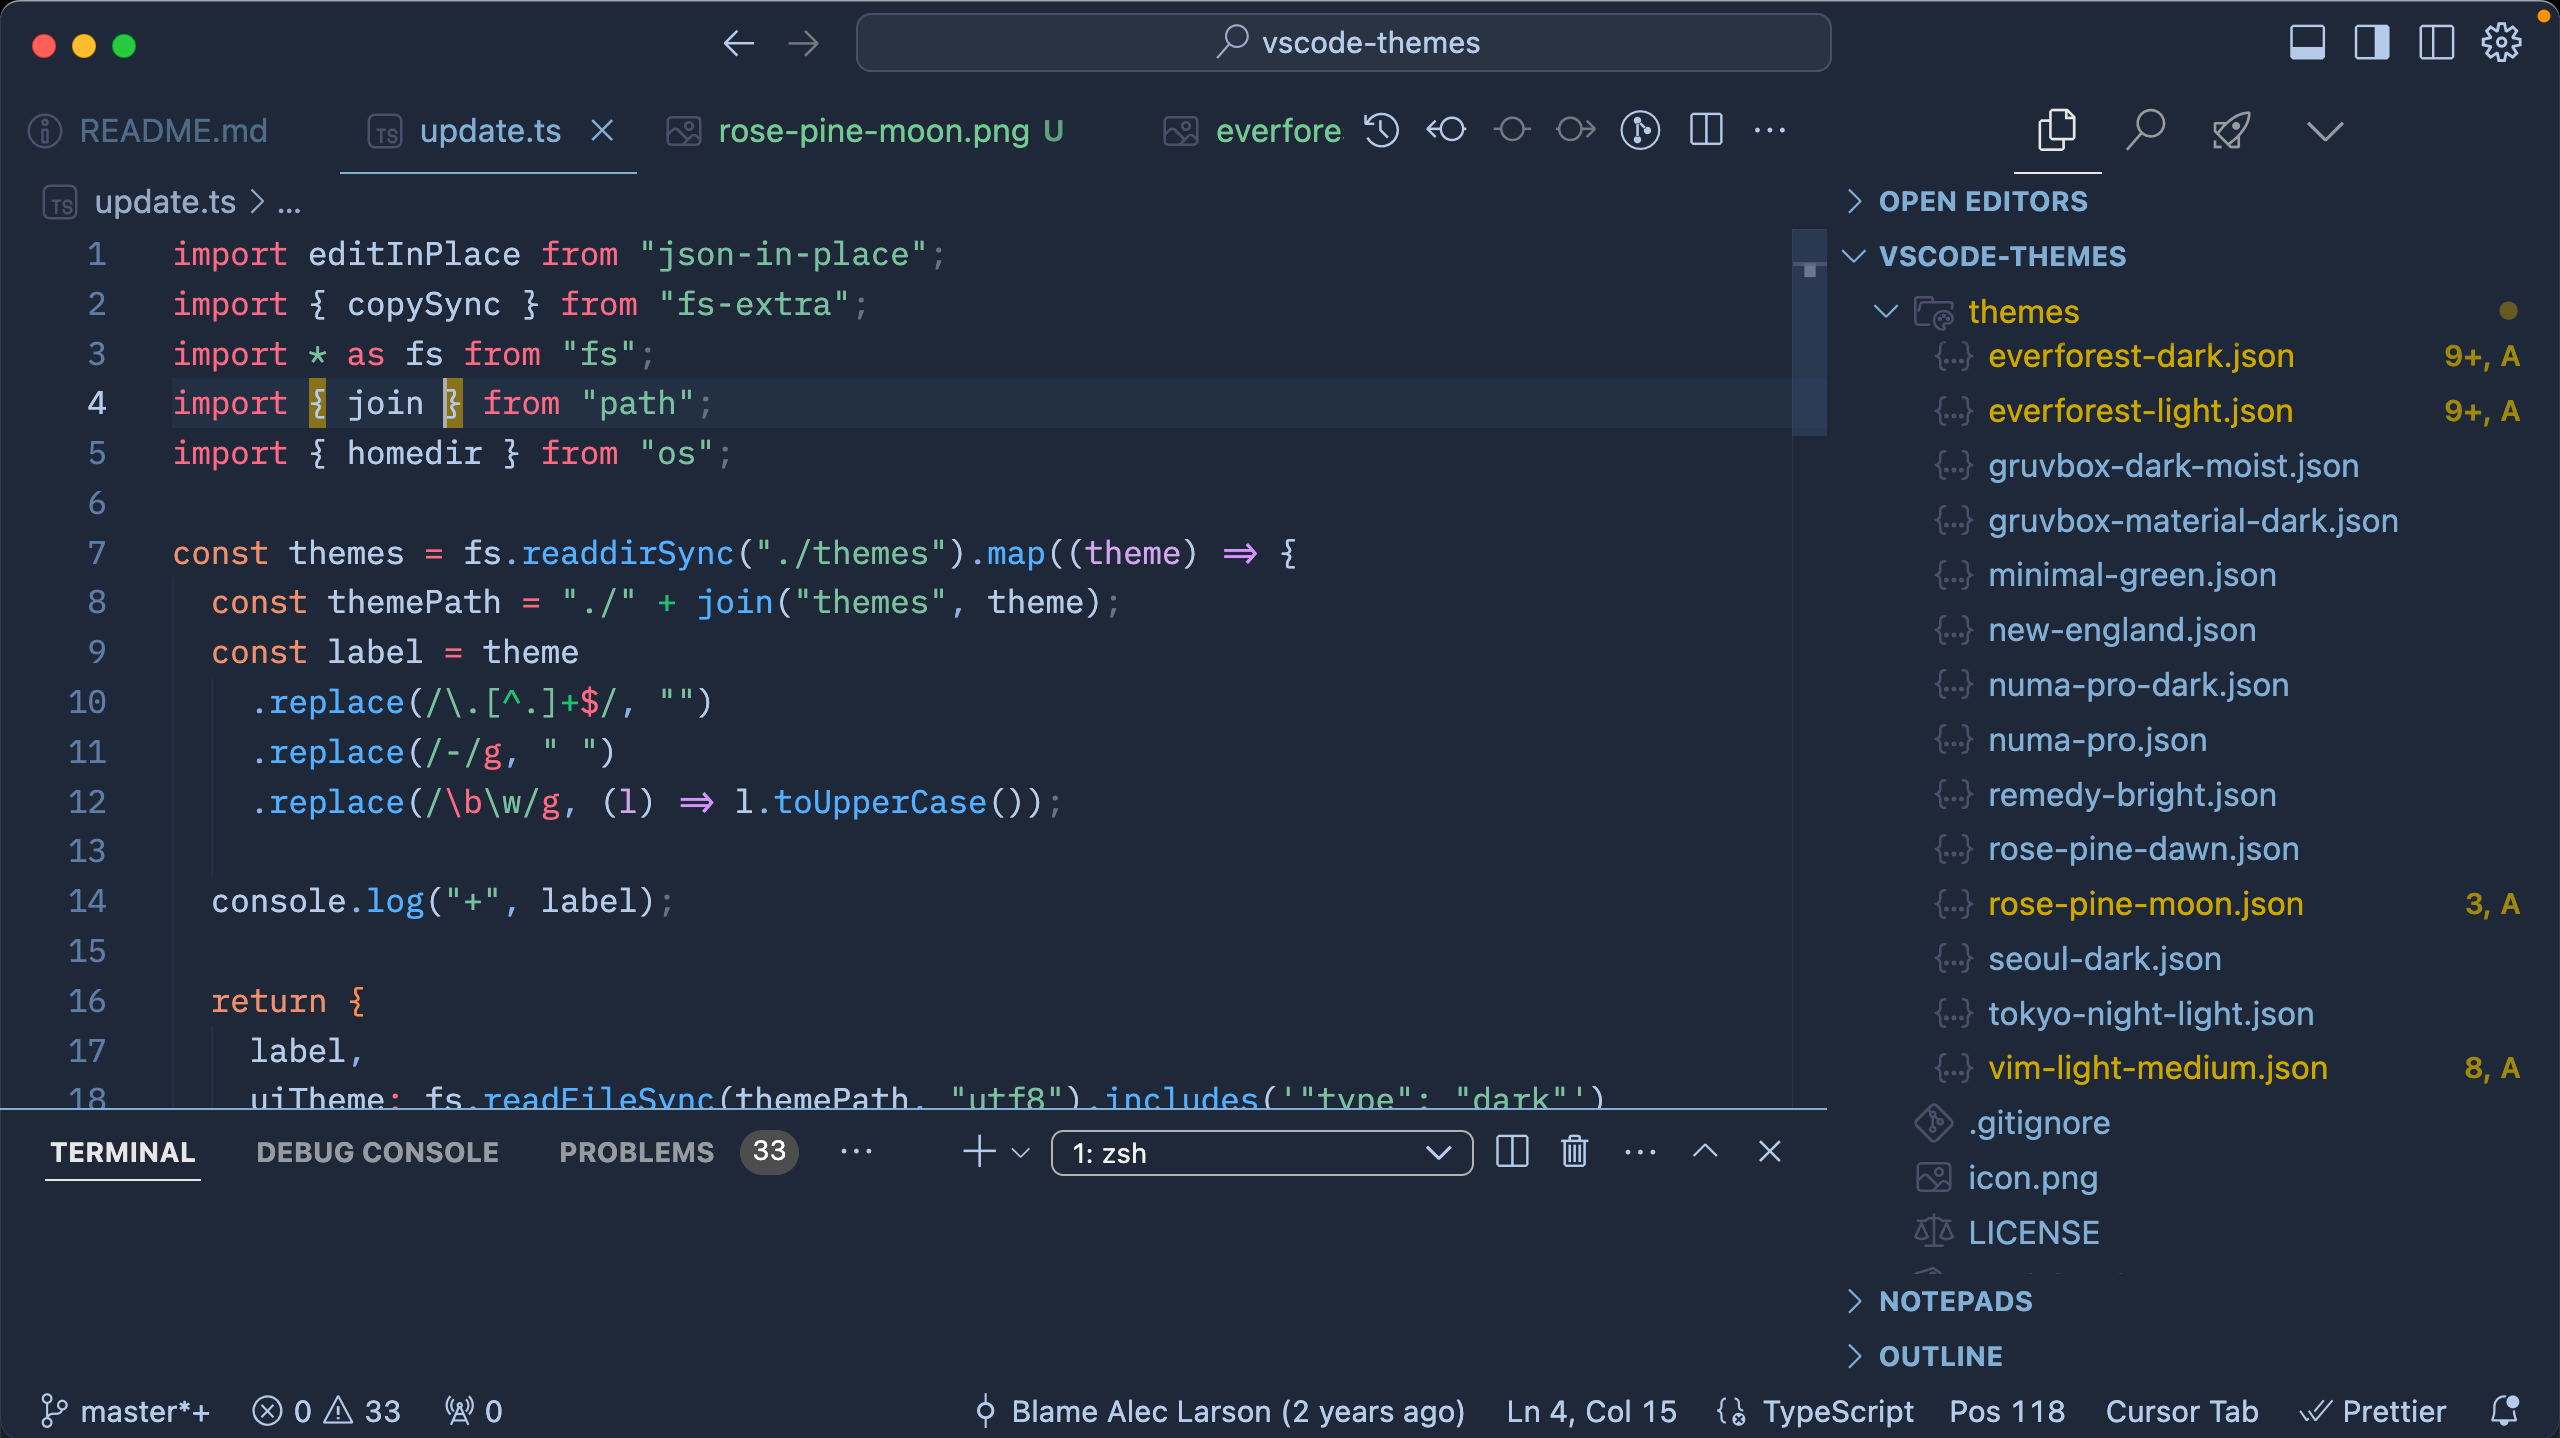 vscode-themes
README.md
update.ts
rose-pine-moon.png U
everfore
TS update.ts > ...
1 import editInPlace from "json-in-place";
2 import { copySync } from "fs-extra";
3 import * as fs from "fs";
4 import { join } from "path";
5 import { homedir } from "os";
6
7 const themes = fs.readdirSync("./themes").map((theme) => {
8 const themePath = "./" + join("themes", theme);
9 const label = theme
10 .replace(/\.[^.]+$/, "")
11 .replace(/-/g, " ")
12 .replace(/\b\w/g, (l) => l.toUpperCase());
13
14 console.log("+", label);
15
16 return {
17 label,
18 uiTheme: fs.readFileSync(themePath, "utf8").includes('"type": "dark"')
TERMINAL DEBUG CONSOLE PROBLEMS 33 ... 1: zsh
OPEN EDITORS
VSCODE-THEMES
themes
everforest-dark.json 9+, A
everforest-light.json 9+, A
gruvbox-dark-moist.json
gruvbox-material-dark.json
minimal-green.json
new-england.json
numa-pro-dark.json
numa-pro.json
remedy-bright.json
rose-pine-dawn.json
rose-pine-moon.json 3, A
seoul-dark.json
tokyo-night-light.json
vim-light-medium.json 8, A
.gitignore
icon.png
LICENSE
NOTEPADS
OUTLINE
master*+ 0 33 0 Blame Alec Larson (2 years ago) Ln 4, Col 15 TypeScript Pos 118 Cursor Tab Prettier